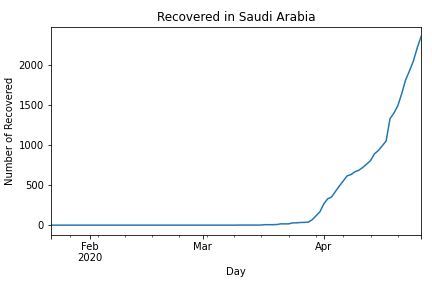 Recovered in Saudi Arabia
Number of Recovered
2000
1500
1000
500
0
Feb
2020
Mar
Apr
Day